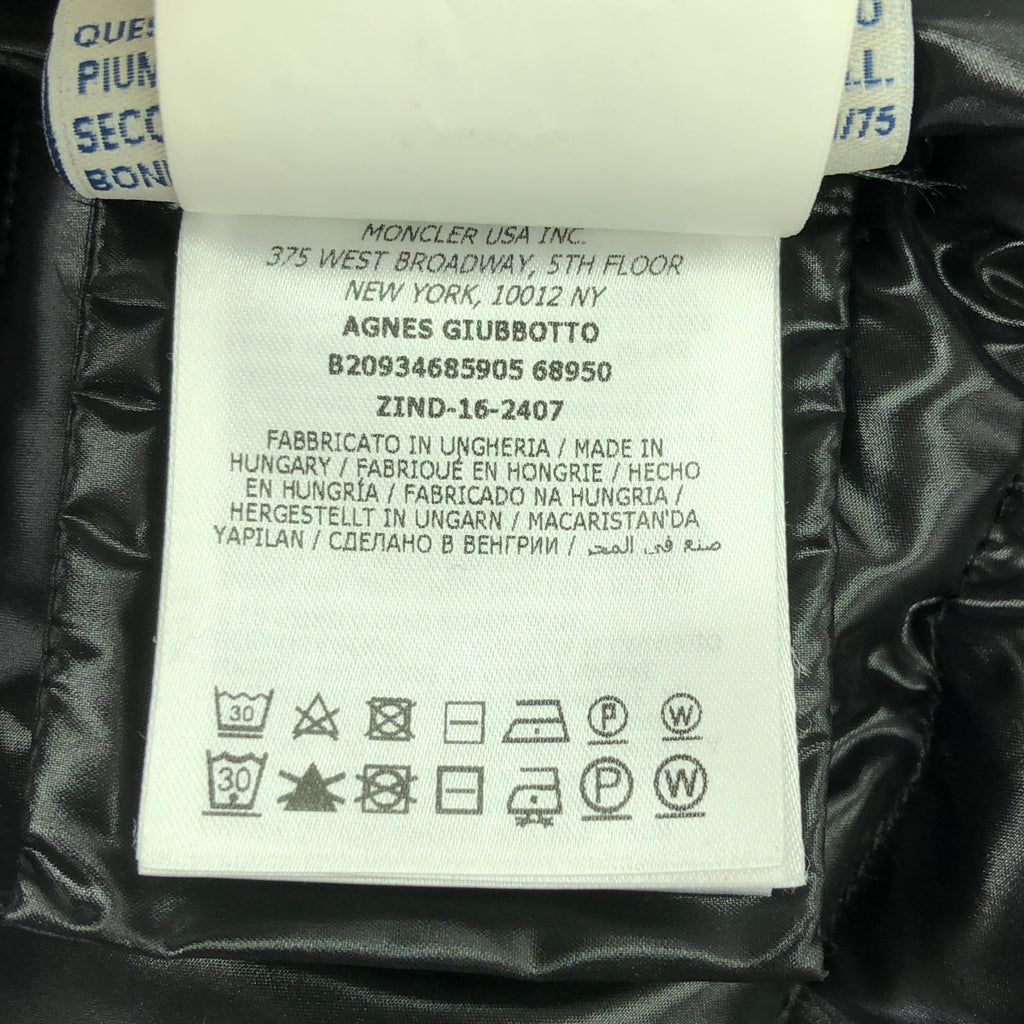 QUES
PIUM
SECO
BONI
LL.
/75
MONCLER USA INC.
375 WEST BROADWAY, 5TH FLOOR
NEW YORK, 10012 NY
AGNES GIUBBOTTO
B20934685905 68950
ZIND-16-2407
FABBRICATO IN UNGHERIA / MADE IN
HUNGARY / FABRIQUÉ EN HONGRIE / HECHO
EN HUNGRÍA / FABRICADO NA HUNGRIA /
HERGESTELLT IN UNGARN / MACARISTAN'DA
YAPILAN / СДЕЛАНО В ВЕНГРИИ / صنع في المجر
30 P W
30 P W